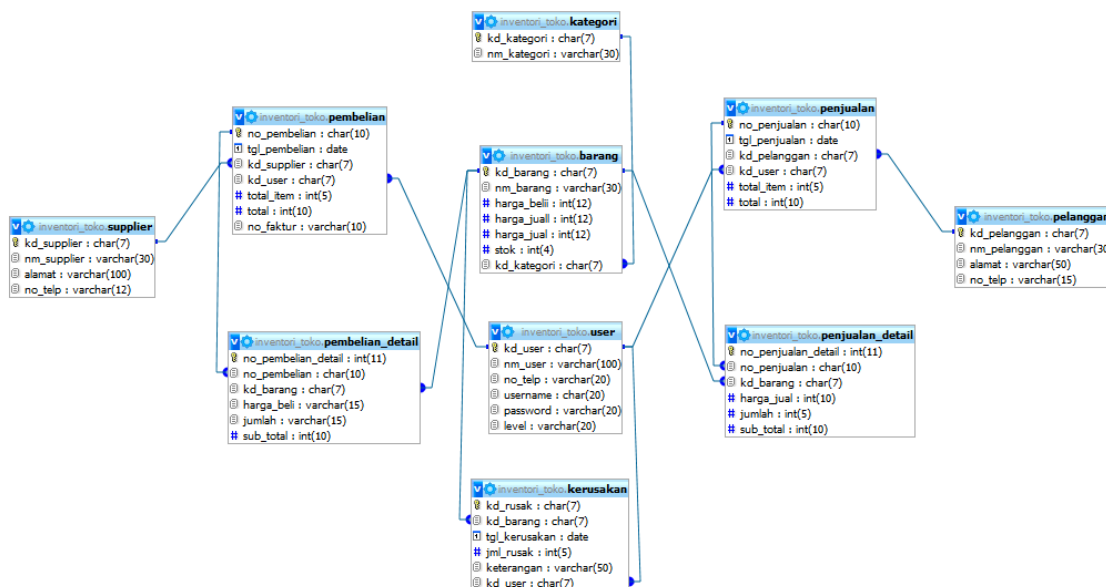 inventori_toko.kategori
kd_kategori : char(7)
nm_kategori : varchar(30)
inventori_toko.pembelian
no_pembelian : char(10)
tgl_pembelian : date
kd_supplier : char(7)
kd_user : char(7)
total_item : int(5)
total : int(10)
no_faktur : varchar(10)
inventori_toko.penjualan
no_penjualan : char(10)
tgl_penjualan : date
kd_pelanggan : char(7)
kd_user : char(7)
total_item : int(5)
total : int(10)
inventori_toko.barang
kd_barang : char(7)
nm_barang : varchar(30)
harga_belii : int(12)
harga_juall : int(12)
harga_jual : int(12)
stok : int(4)
kd_kategori : char(7)
inventori_toko.supplier
kd_supplier : char(7)
nm_supplier : varchar(30)
alamat : varchar(100)
no_telp : varchar(12)
inventori_toko.pelanggan
kd_pelanggan : char(7)
nm_pelanggan : varchar(30
alamat : varchar(50)
no_telp : varchar(15)
inventori_toko.pembelian_detail
no_pembelian_detail : int(11)
no_pembelian : char(10)
kd_barang : char(7)
harga_beli : varchar(15)
jumlah : varchar(15)
sub_total : int(10)
inventori_toko.user
kd_user : char(7)
nm_user : varchar(100)
no_telp : varchar(20)
username : char(20)
password : varchar(20)
level : varchar(20)
inventori_toko.penjualan_detail
no_penjualan_detail : int(11)
no_penjualan : char(10)
kd_barang : char(7)
harga_jual : int(10)
jumlah : int(5)
sub_total : int(10)
inventori_toko.kerusakan
kd_rusak : char(7)
kd_barang : char(7)
tgl_kerusakan : date
jml_rusak : int(5)
keterangan : varchar(50)
kd_user : char(7)